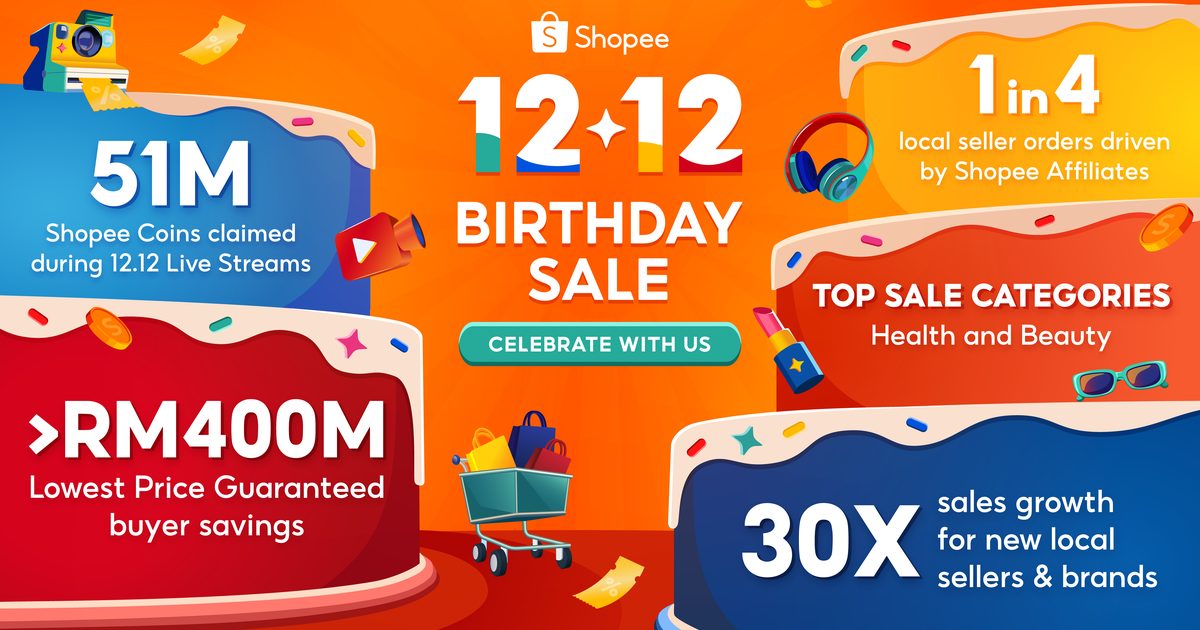 Shopee
12.12
BIRTHDAY
SALE
CELEBRATE WITH US
51M
Shopee Coins claimed
during 12.12 Live Streams
>RM400M
Lowest Price Guaranteed
buyer savings
1 in 4
local seller orders driven
by Shopee Affiliates
TOP SALE CATEGORIES
Health and Beauty
30X
sales growth
for new local
sellers & brands